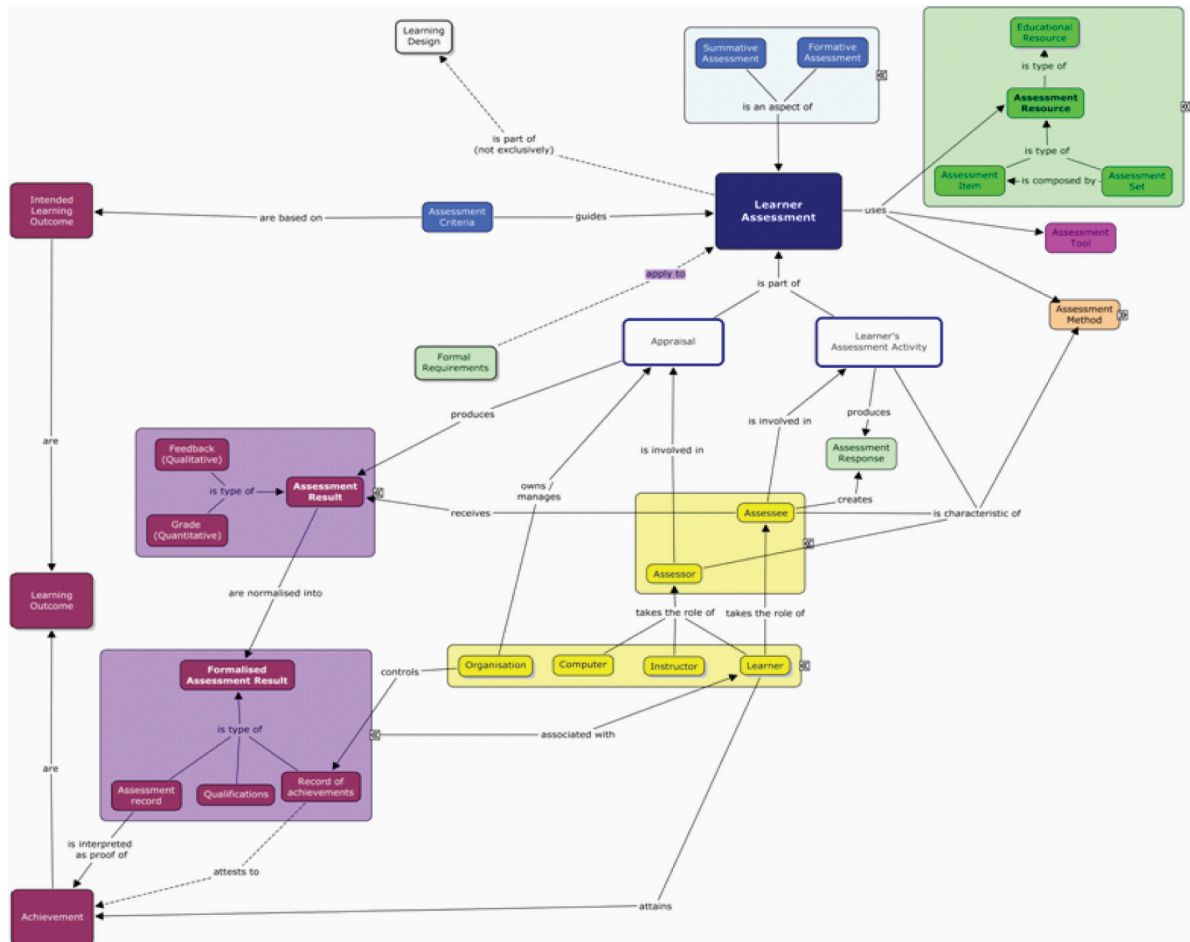 Learning
Design
Summative
Assessment
Formative
Assessment
is an aspect of
Educational
Resource
is type of
Assessment
Resource
is type of
Assessment
Item
is composed by
Assessment
Set
is part of
(not exclusively)
Intended
Learning
Outcome
are based on
Assessment
Criteria
guides
Learner
Assessment
uses
Assessment
Tool
apply to
is part of
Assessment
Method
Formal
Requirements
Appraisal
Learner's
Assessment Activity
are
produces
is involved in
is involved in
produces
Feedback
(Qualitative)
is type of
Assessment
Result
Grade
(Quantitative)
owns /
manages
Assessment
Response
receives
Assessee
creates
is characteristic of
Assessor
Learning
Outcome
are normalised into
takes the role of
takes the role of
Formalised
Assessment Result
controls
Organisation
Computer
Instructor
Learner
is type of
associated with
are
Assessment
record
Qualifications
Record of
achievements
is interpreted
as proof of
attests to
Achievement
attains